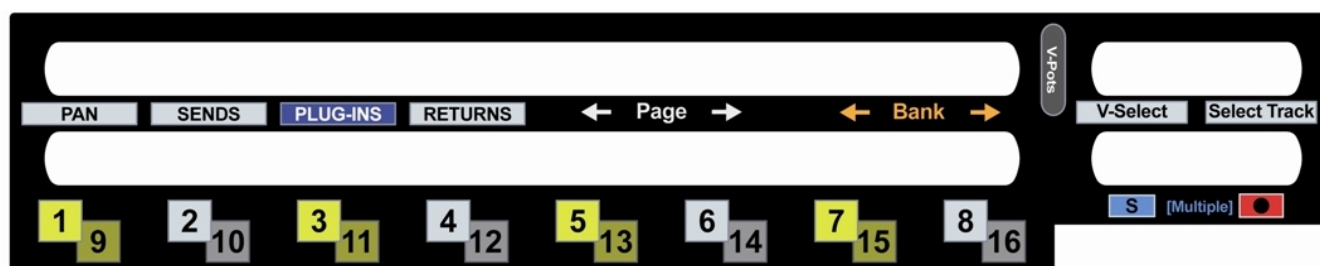 V-Pots
PAN SENDS PLUG-INS RETURNS ← Page → ← Bank → V-Select Select Track
S [Multiple]
1 2 3 4 5 6 7 8
9 10 11 12 13 14 15 16